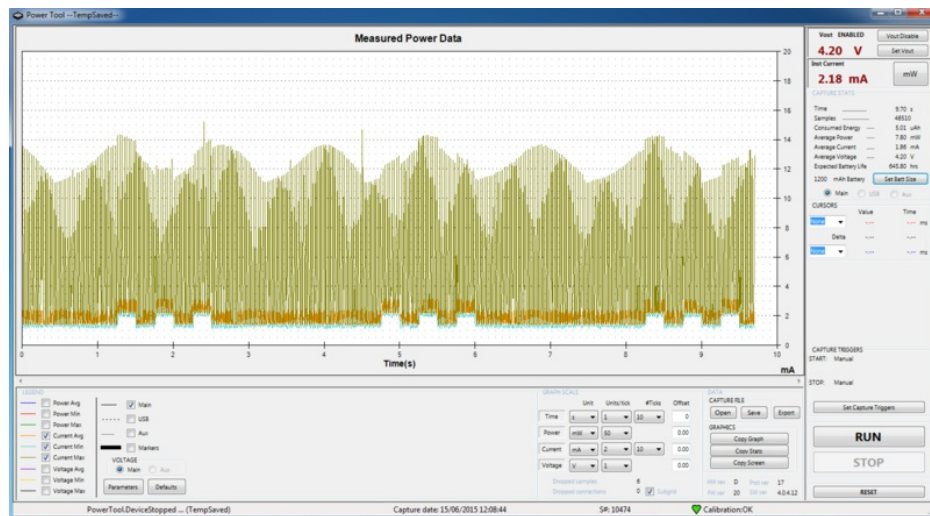 Power Tool --TempSaved--
Measured Power Data
20
18
16
14
12
10
8
6
4
2
0
0 1 2 3 4 5 6 7 8 9 10
Time(s)
mA
Vout ENABLED
Vout Disable
4.20 V
Set Vout
Inst Current
2.18 mA
mW
CAPTURE STATS
Time 9.70 s
Samples 48510
Consumed Energy 5.01 uAh
Average Power 7.80 mW
Average Current 1.86 mA
Average Voltage 4.20 V
Expected Battery Life 645.80 hrs
1200 mAh Battery Set Batt Size
Main USB Aux
CURSORS
Value Time
None -.-- -.-- ms
Delta -.-- -.--
None -.-- -.-- ms
CAPTURE TRIGGERS
START: Manual
STOP: Manual
Set Capture Triggers
RUN
STOP
RESET
LEGEND
Power Avg
Power Min
Power Max
Current Avg
Current Min
Current Max
Voltage Avg
Voltage Min
Voltage Max
Main
USB
Aux
Markers
VOLTAGE
Main Aux
Parameters Defaults
GRAPH SCALE
Unit Units/tick #Ticks Offset
Time s 1 10 0
Power mW 50 0.00
Current mA 2 10 0.00
Voltage V 1 0.00
Dropped samples 6
Dropped connections 0 Subgrid
DATA
CAPTURE FILE
Open Save Export
GRAPHICS
Copy Graph
Copy Stats
Copy Screen
HW ver D Prot ver 17
FW ver 20 SW ver 4.0.4.12
PowerTool.DeviceStopped ... (TempSaved)
Capture date: 15/06/2015 12:08:44
S#: 10474
Calibration:OK